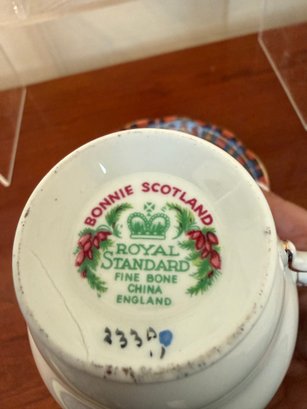 BONNIE SCOTLAND
ROYAL
STANDARD
FINE BONE
CHINA
ENGLAND